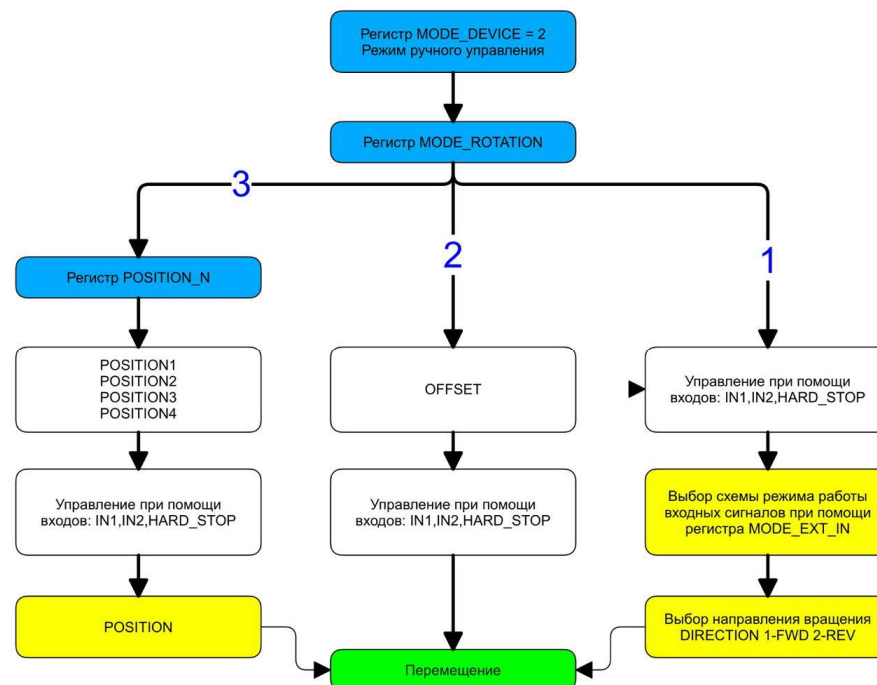 Регистр MODE_DEVICE = 2
Режим ручного управления
Регистр MODE_ROTATION
3
2
1
Регистр POSITION_N
POSITION1
POSITION2
POSITION3
POSITION4
OFFSET
Управление при помощи
входов: IN1,IN2,HARD_STOP
Управление при помощи
входов: IN1,IN2,HARD_STOP
Управление при помощи
входов: IN1,IN2,HARD_STOP
Выбор схемы режима работы
входных сигналов при помощи
регистра MODE_EXT_IN
POSITION
Перемещение
Выбор направления вращения
DIRECTION 1-FWD 2-REV